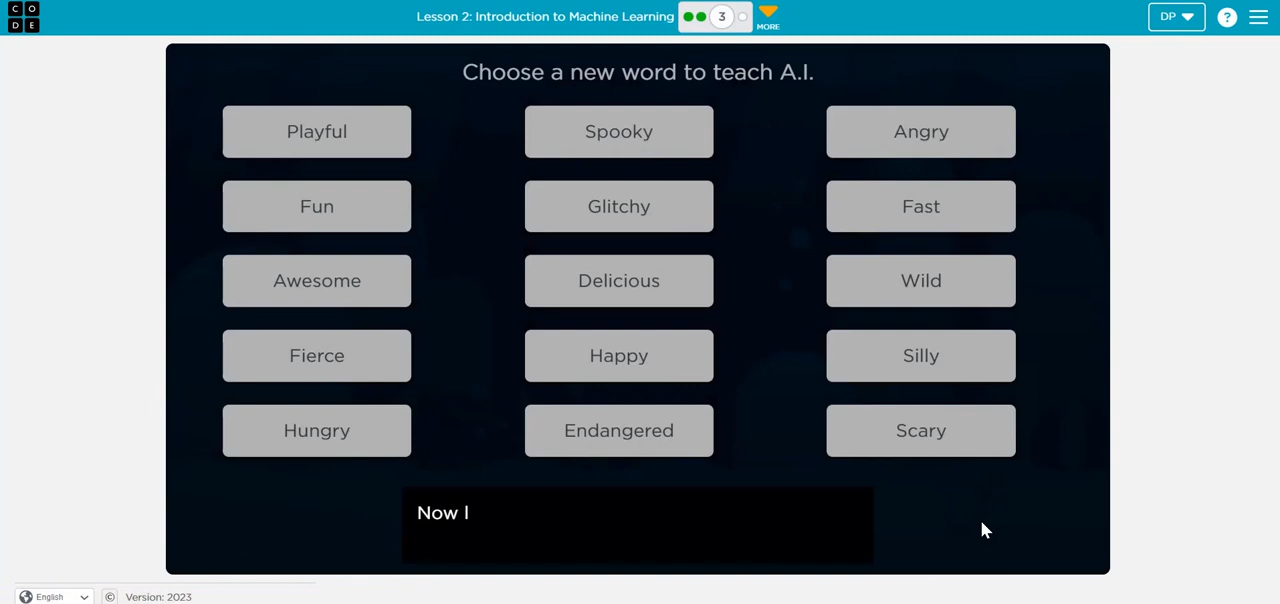 C O
D E
Lesson 2: Introduction to Machine Learning 3 MORE DP ?
Choose a new word to teach A.I.
Playful Spooky Angry
Fun Glitchy Fast
Awesome Delicious Wild
Fierce Happy Silly
Hungry Endangered Scary
Now I
English © Version: 2023